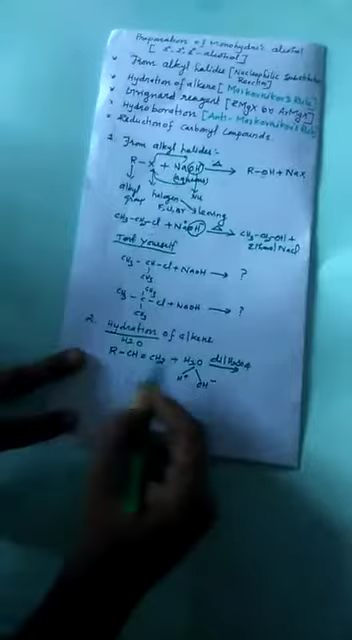 Preparation of Monohydric alcohol
[1°, 2°, 3° - alcohol]
From alkyl halides [Nucleophilic Substitution
Reaction]
Hydration of alkene [Markovnikov's Rule]
Grignard reagent [RMgX or ArMgX]
Hydroboration [Anti-Markovnikov's Rule]
Reduction of Carbonyl Compounds.
1. From alkyl halides:
R-X + NaOH → R-OH + NaX
(aqueous)
alkyl halogen Nu
group F, Cl, Br leaving
CH3-CH2-Cl + NaOH → CH3-CH2-OH +
Ethanol NaCl
Test Yourself
CH3-CH-Cl + NaOH → ?
CH3
CH3
CH3-C-Cl + NaOH → ?
CH3
2. Hydration of alkene
H2O
R-CH=CH2 + H2O dil H2SO4
H+ OH-